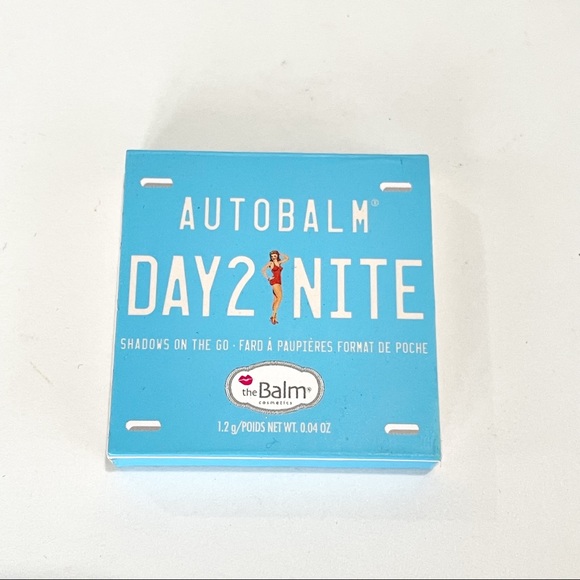 AUTOBALM®
DAY2NITE
SHADOWS ON THE GO · FARD À PAUPIÈRES FORMAT DE POCHE
theBalm®
cosmetics
1.2 g/POIDS NET WT. 0.04 OZ